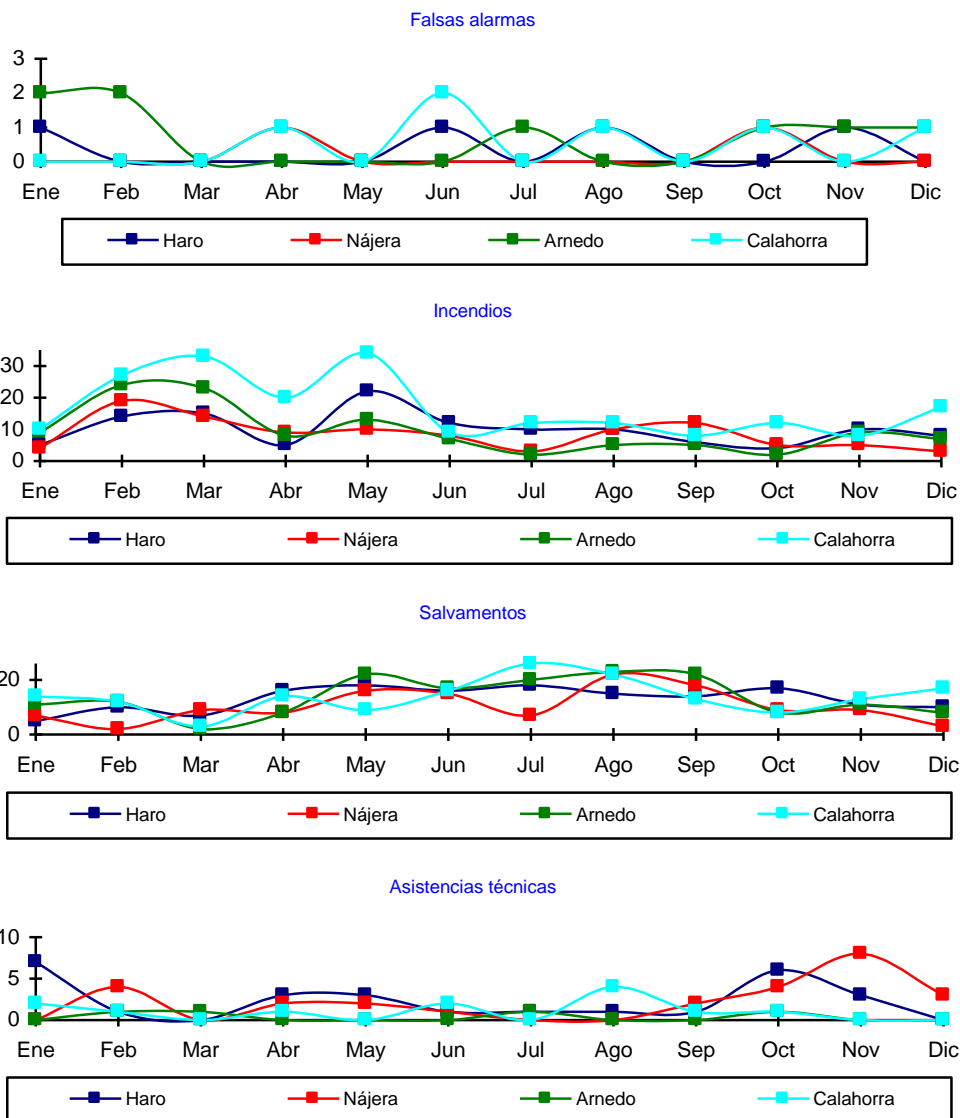 Falsas alarmas
3
2
1
0
Ene Feb Mar Abr May Jun Jul Ago Sep Oct Nov Dic
Haro Nájera Arnedo Calahorra
Incendios
30
20
10
0
Ene Feb Mar Abr May Jun Jul Ago Sep Oct Nov Dic
Haro Nájera Arnedo Calahorra
Salvamentos
20
0
Ene Feb Mar Abr May Jun Jul Ago Sep Oct Nov Dic
Haro Nájera Arnedo Calahorra
Asistencias técnicas
10
5
0
Ene Feb Mar Abr May Jun Jul Ago Sep Oct Nov Dic
Haro Nájera Arnedo Calahorra